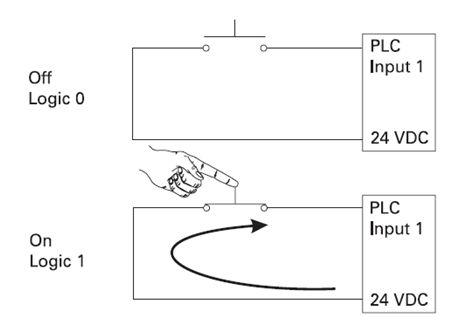 PLC
Input 1
Off
Logic 0
24 VDC
PLC
Input 1
On
Logic 1
24 VDC